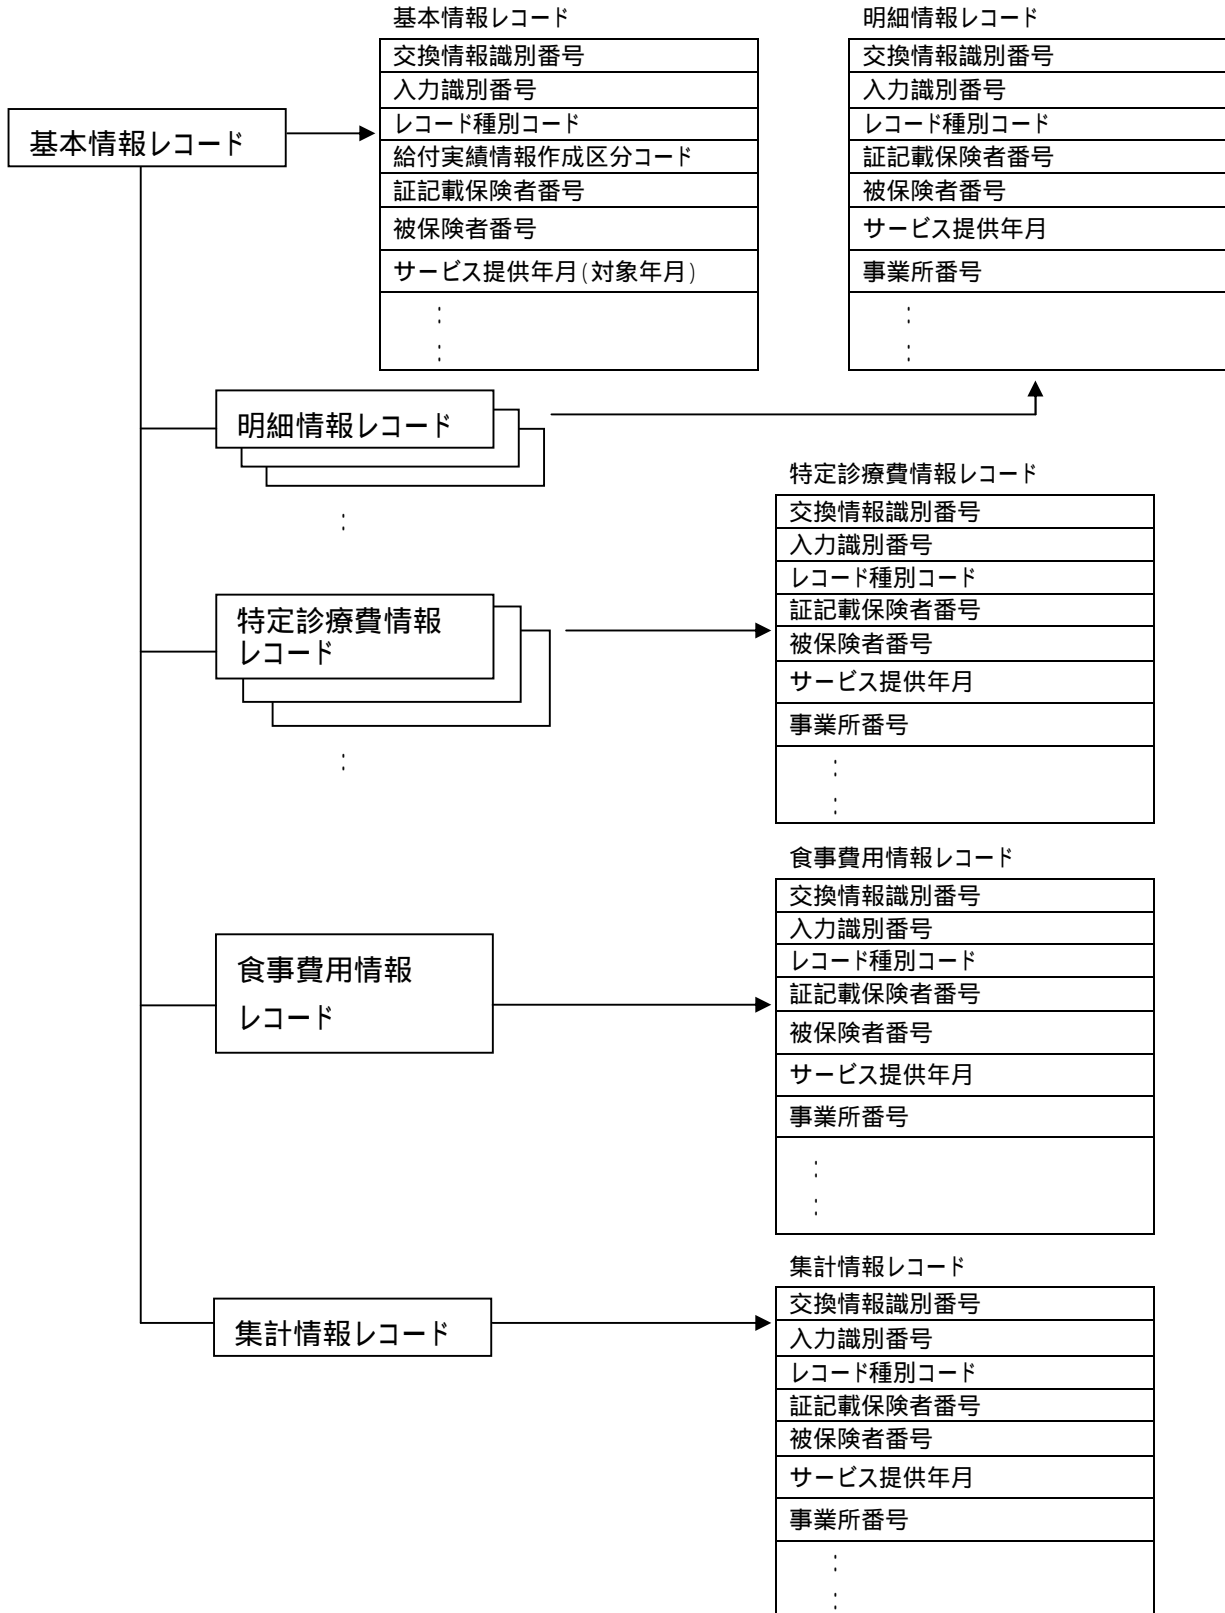 基本情報レコード
基本情報レコード
交換情報識別番号
入力識別番号
レコード種別コード
給付実績情報作成区分コード
証記載保険者番号
被保険者番号
サービス提供年月(対象年月)
:
:
明細情報レコード
交換情報識別番号
入力識別番号
レコード種別コード
証記載保険者番号
被保険者番号
サービス提供年月
事業所番号
:
:
明細情報レコード
:
特定診療費情報
レコード
:
特定診療費情報レコード
交換情報識別番号
入力識別番号
レコード種別コード
証記載保険者番号
被保険者番号
サービス提供年月
事業所番号
:
:
食事費用情報
レコード
食事費用情報レコード
交換情報識別番号
入力識別番号
レコード種別コード
証記載保険者番号
被保険者番号
サービス提供年月
事業所番号
:
:
集計情報レコード
集計情報レコード
交換情報識別番号
入力識別番号
レコード種別コード
証記載保険者番号
被保険者番号
サービス提供年月
事業所番号
:
: